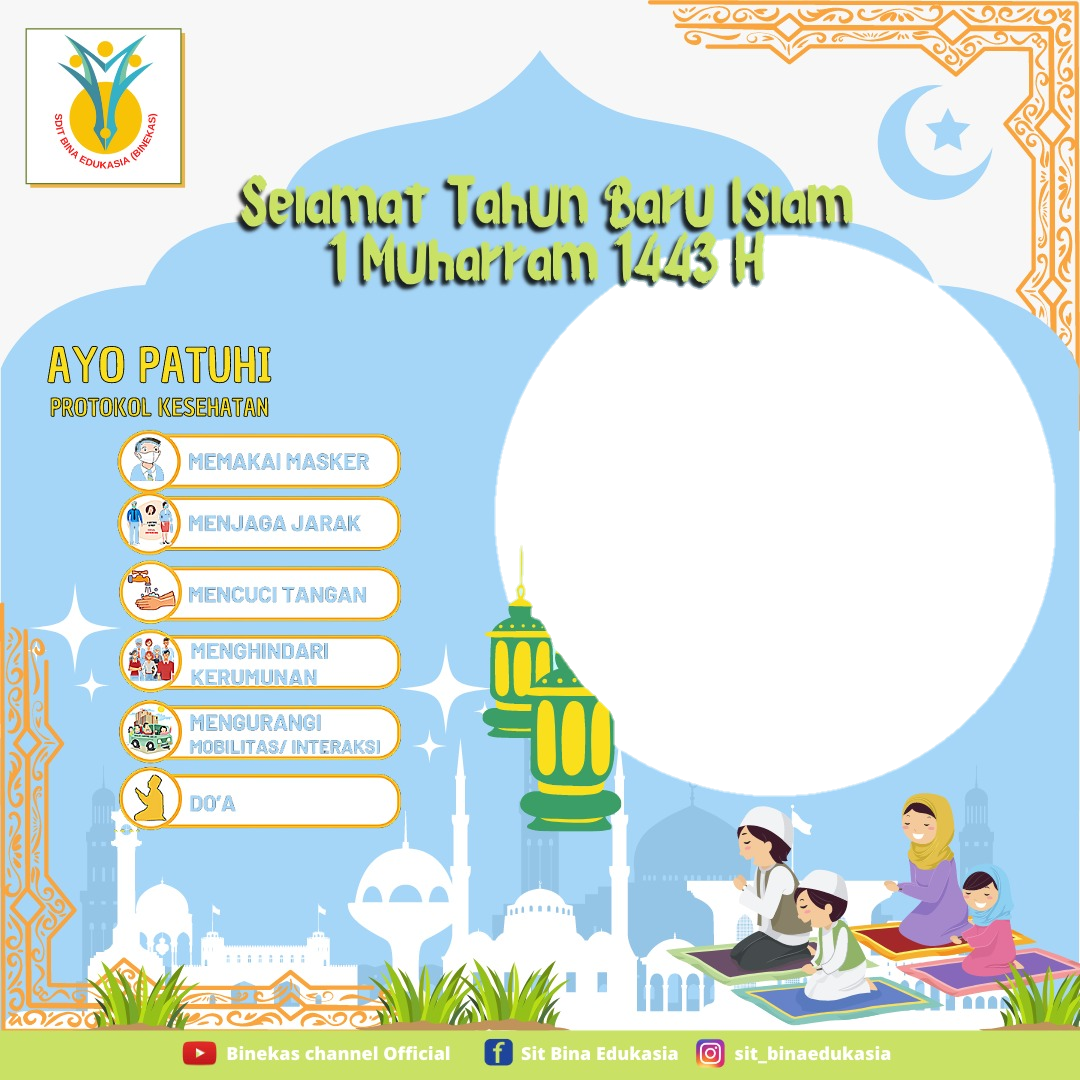 SDIT BINA EDUKASIA (BINEKAS)
Selamat Tahun Baru Islam
1 Muharram 1443 H
AYO PATUHI
PROTOKOL KESEHATAN
MEMAKAI MASKER
MENJAGA JARAK
MENCUCI TANGAN
MENGHINDARI
KERUMUNAN
MENGURANGI
MOBILITAS/ INTERAKSI
DO'A
Binekas channel Official
Sit Bina Edukasia
sit_binaedukasia